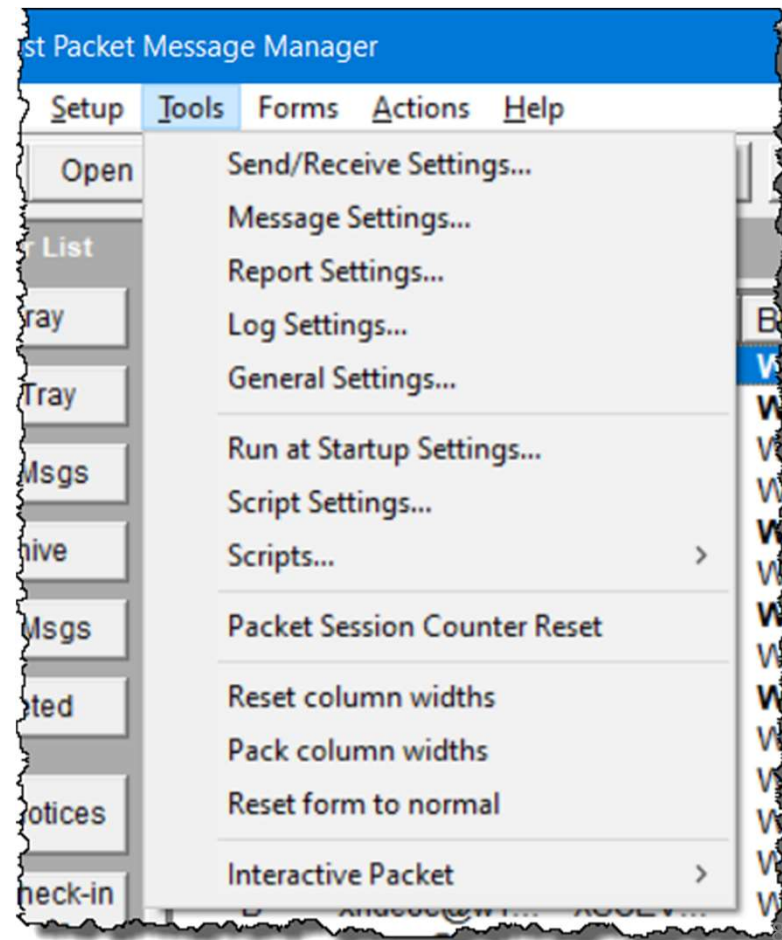 st Packet Message Manager
Setup Tools Forms Actions Help
Open
Send/Receive Settings...
r List
Message Settings...
Report Settings...
ray
Log Settings...
Tray
General Settings...
Msgs
Run at Startup Settings...
Script Settings...
hive
Scripts...
Msgs
Packet Session Counter Reset
eted
Reset column widths
Pack column widths
otices
Reset form to normal
Interactive Packet
heck-in